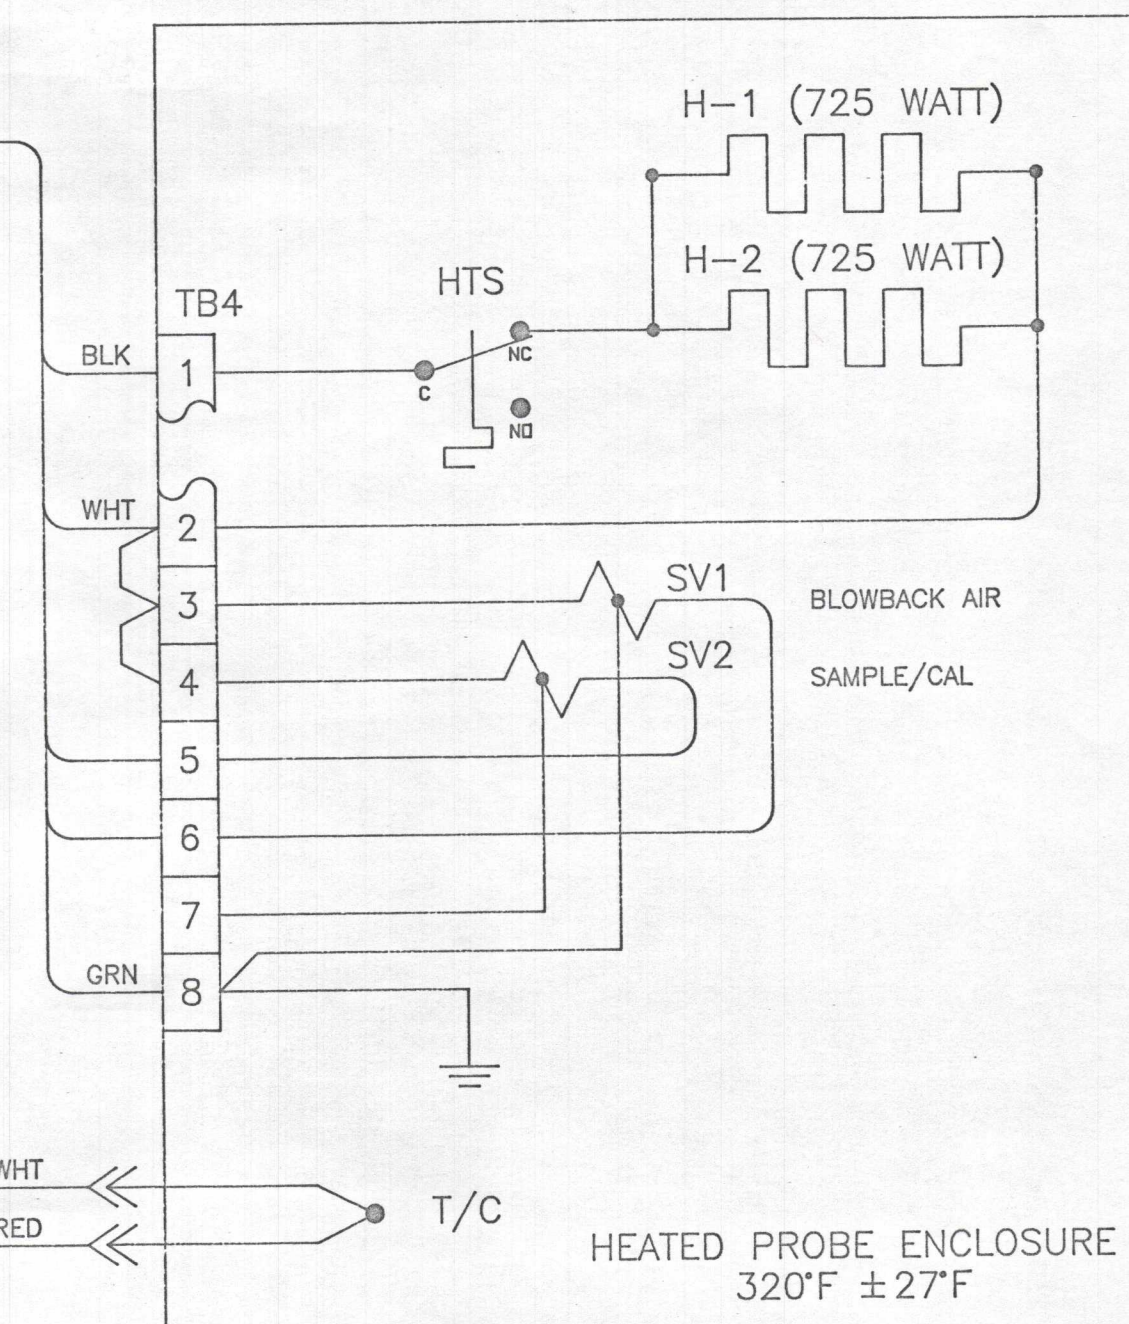 H-1 (725 WATT)
H-2 (725 WATT)
HTS
TB4
BLK
1
C
NC
NO
WHT
2
3
SV1
BLOWBACK AIR
4
SV2
SAMPLE/CAL
5
6
7
GRN
8
WHT
RED
T/C
HEATED PROBE ENCLOSURE
320°F ±27°F